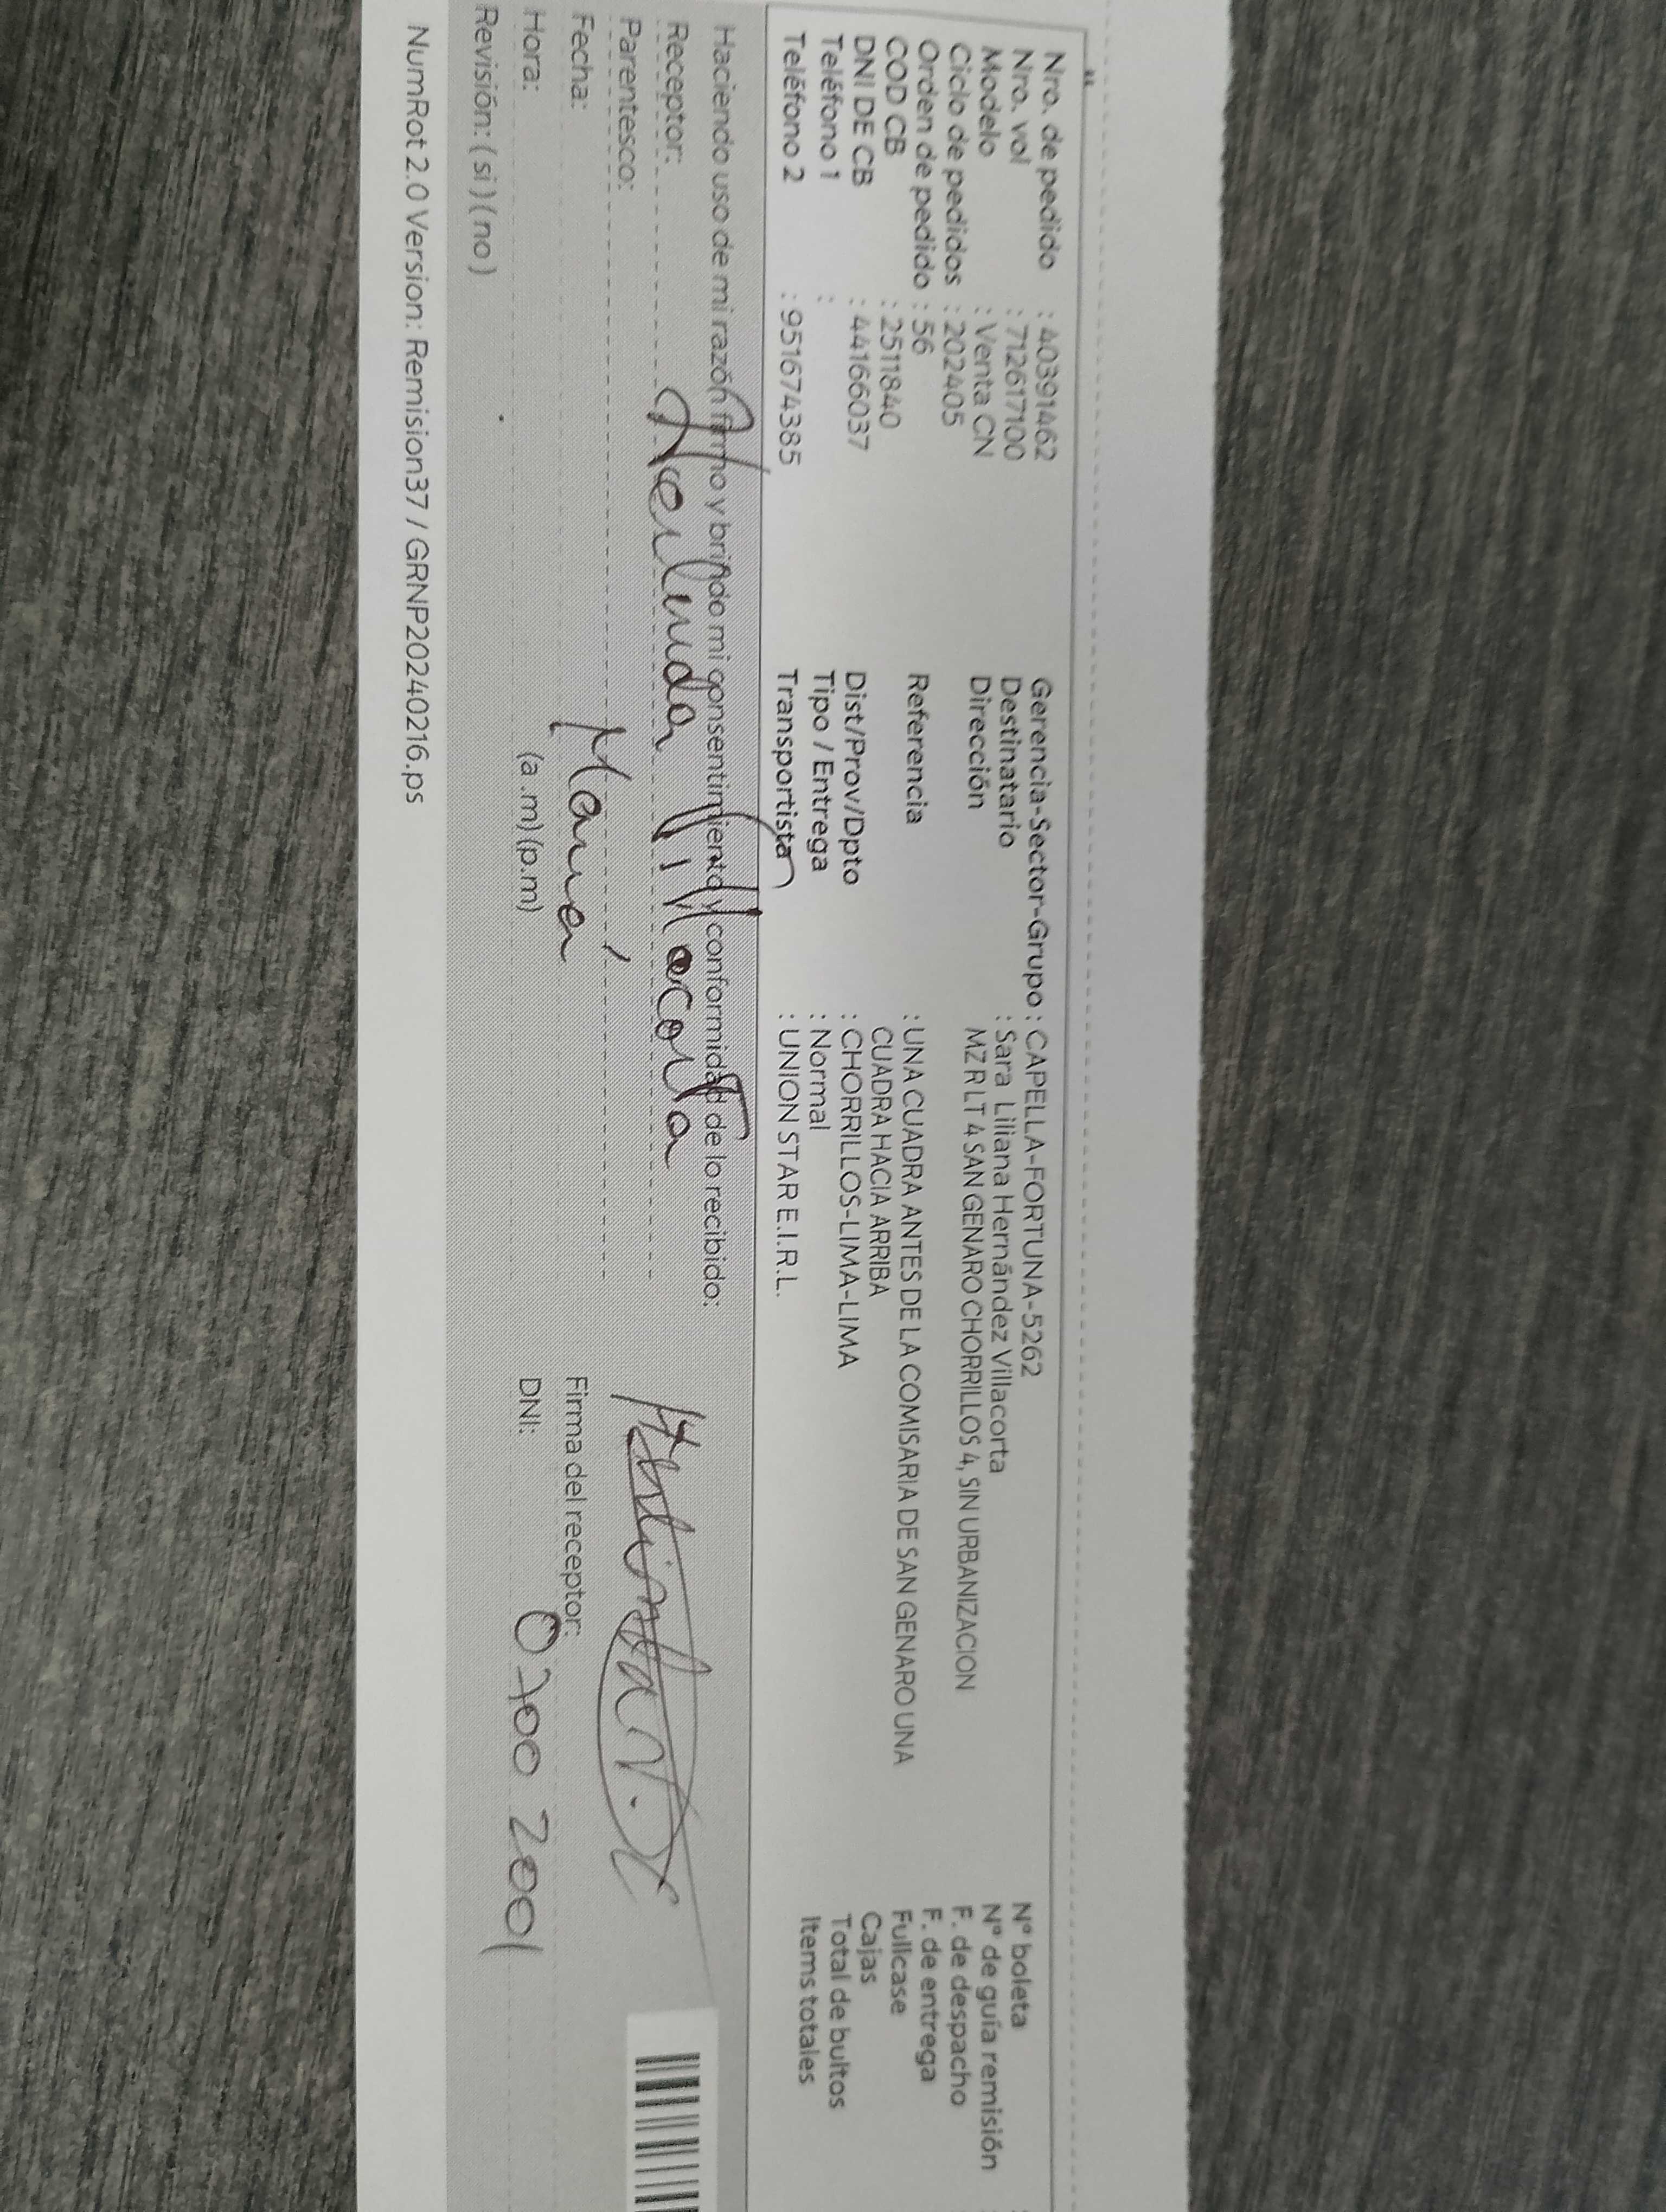 Nro. de pedido : 40391462
Nro. vol : 712617100
Modelo : Venta CN
Ciclo de pedidos : 202405
Orden de pedido : 56
COD CB : 2511840
DNI DE CB : 44166037
Teléfono 1 :
Teléfono 2 : 951674385
Gerencia-Sector-Grupo : CAPELLA-FORTUNA-5262
Destinatario : Sara Liliana Hernández Villacorta
Dirección MZ R LT 4 SAN GENARO CHORRILLOS 4, SIN URBANIZACION
Referencia : UNA CUADRA ANTES DE LA COMISARIA DE SAN GENARO UNA
CUADRA HACIA ARRIBA
Dist/Prov/Dpto : CHORRILLOS-LIMA-LIMA
Tipo / Entrega : Normal
Transportista : UNION STAR E.I.R.L.
N° boleta :
N° de guía remisión :
F. de despacho
F. de entrega
Fullcase
Cajas
Total de bultos
Items totales
Haciendo uso de mi razón firmo y brindo mi consentimiento y conformidad de lo recibido:
Receptor: Villacorta
Parentesco: Mamá
Fecha:
Hora: (a .m) (p.m)
Revisión: ( si ) ( no )
Firma del receptor:
DNI: 0700 2001
NumRot 2.0 Version: Remision37 / GRNP20240216.ps